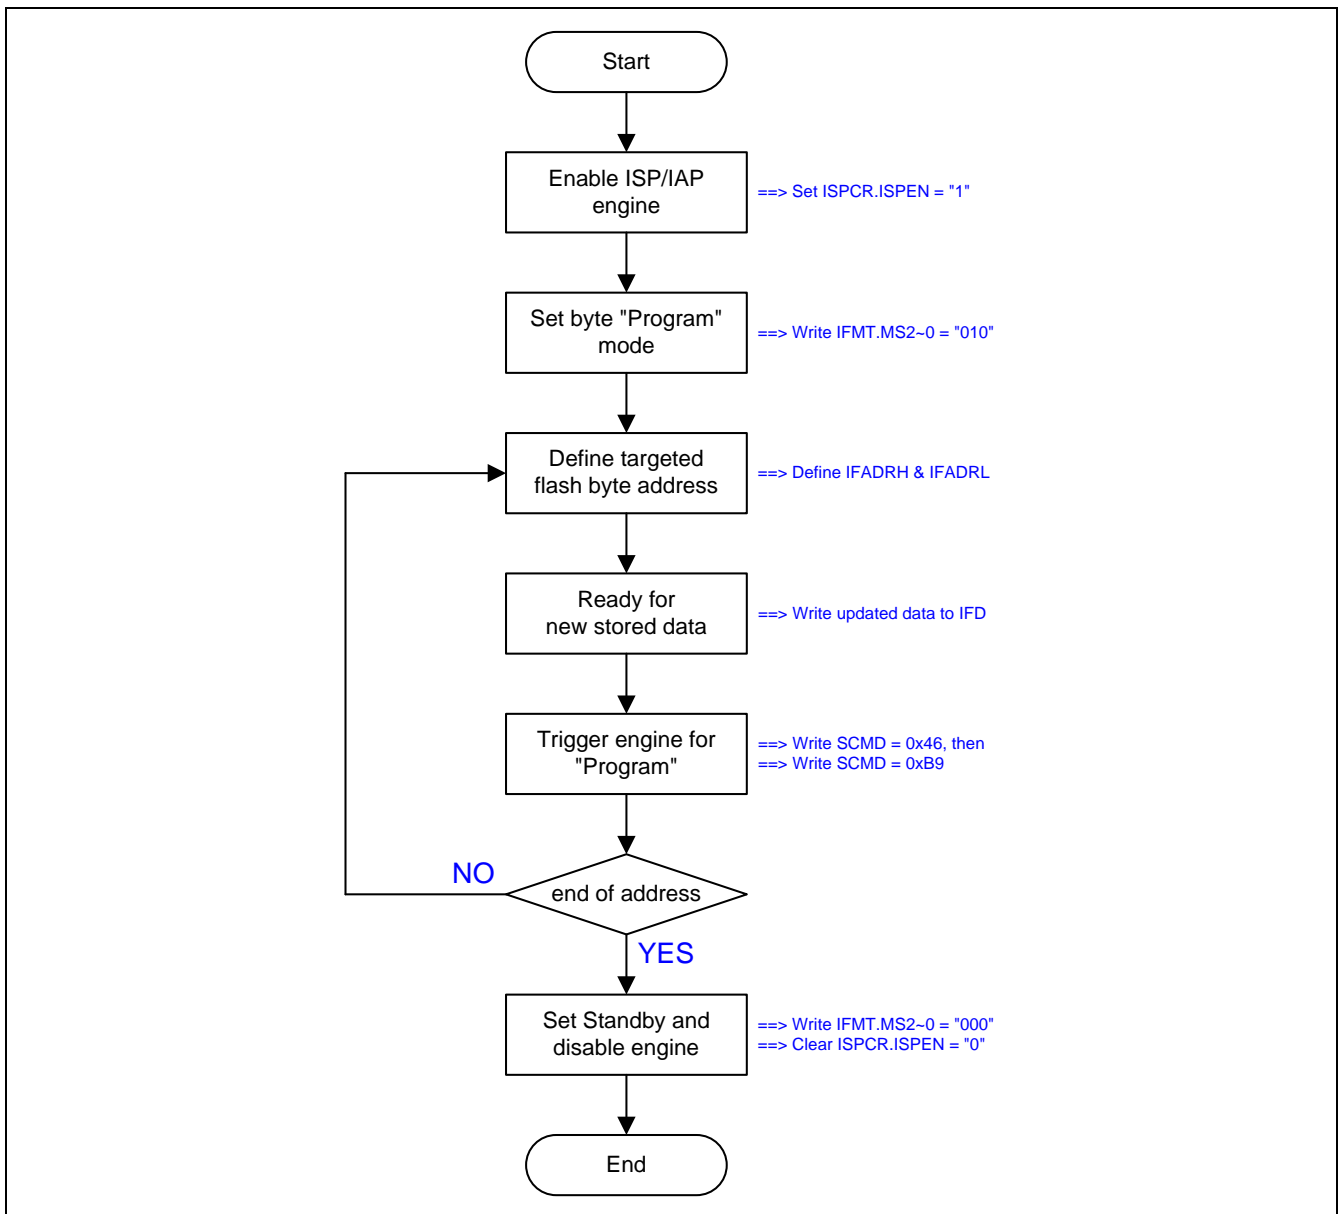 Start
Enable ISP/IAP
engine
==> Set ISPCR.ISPEN = "1"
Set byte "Program"
mode
==> Write IFMT.MS2~0 = "010"
Define targeted
flash byte address
==> Define IFADRH & IFADRL
Ready for
new stored data
==> Write updated data to IFD
Trigger engine for
"Program"
==> Write SCMD = 0x46, then
==> Write SCMD = 0xB9
NO
end of address
YES
Set Standby and
disable engine
==> Write IFMT.MS2~0 = "000"
==> Clear ISPCR.ISPEN = "0"
End